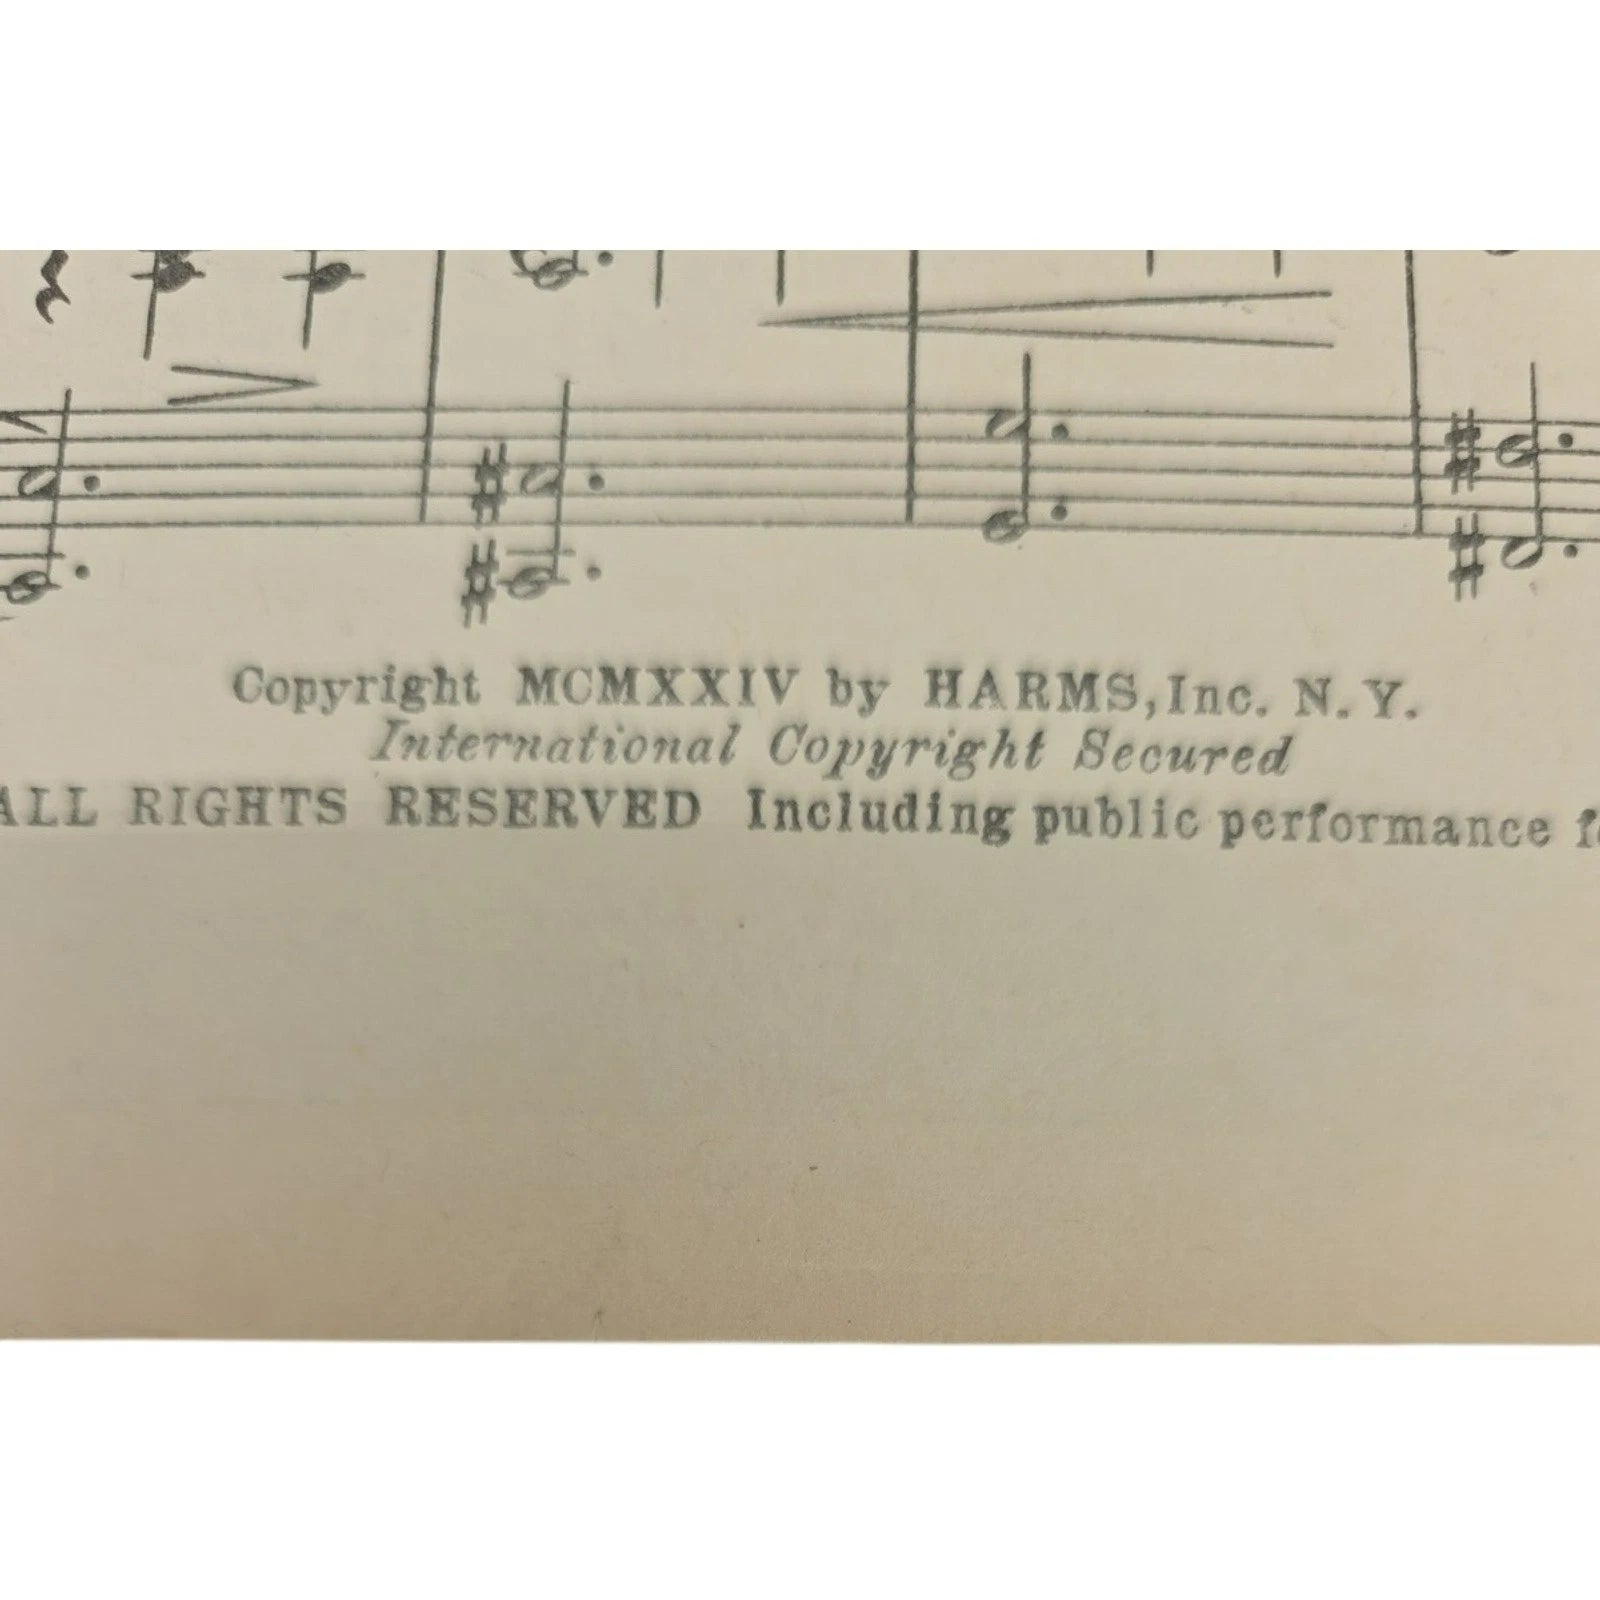 Copyright MCMXXIV by HARMS, Inc. N. Y.
International Copyright Secured
ALL RIGHTS RESERVED Including public performance